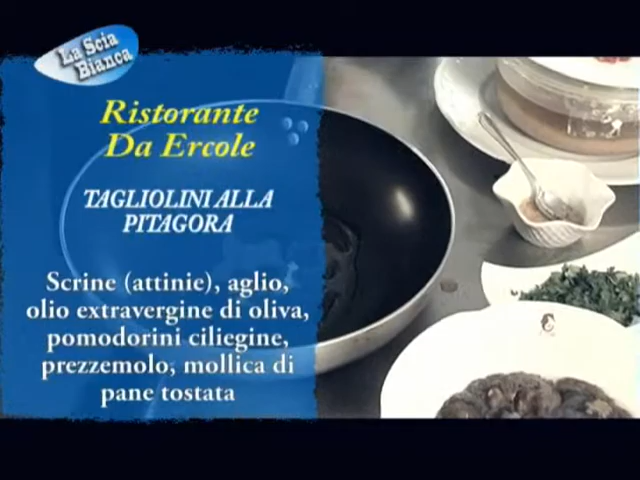 La Scia
Bianca
Ristorante
Da Ercole
TAGLIOLINI ALLA
PITAGORA
Scrine (attinie), aglio,
olio extravergine di oliva,
pomodorini ciliegine,
prezzemolo, mollica di
pane tostata